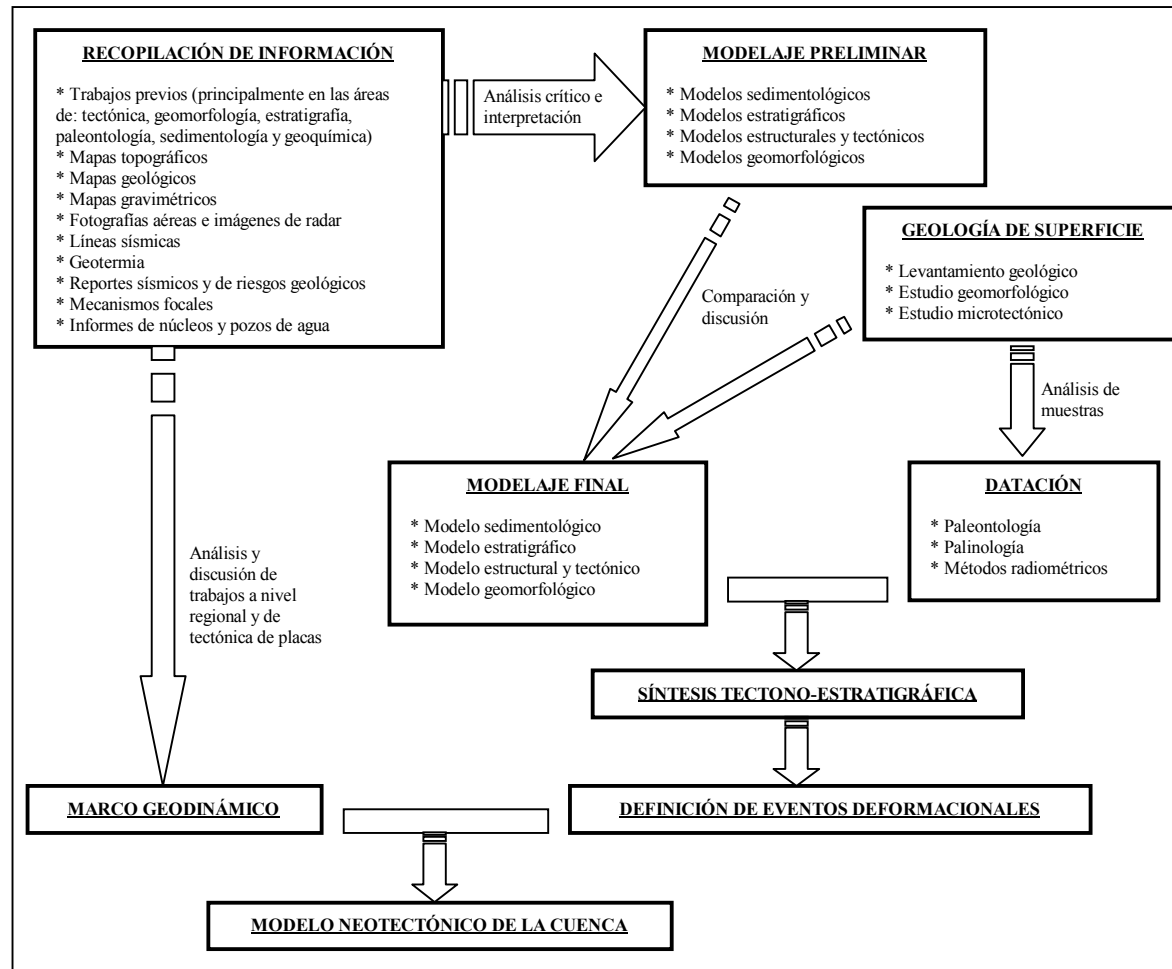 RECOPILACIÓN DE INFORMACIÓN
* Trabajos previos (principalmente en las áreas
de: tectónica, geomorfología, estratigrafía,
paleontología, sedimentología y geoquímica)
* Mapas topográficos
* Mapas geológicos
* Mapas gravimétricos
* Fotografías aéreas e imágenes de radar
* Líneas sísmicas
* Geotermia
* Reportes sísmicos y de riesgos geológicos
* Mecanismos focales
* Informes de núcleos y pozos de agua
Análisis crítico e
interpretación
MODELAJE PRELIMINAR
* Modelos sedimentológicos
* Modelos estratigráficos
* Modelos estructurales y tectónicos
* Modelos geomorfológicos
GEOLOGÍA DE SUPERFICIE
* Levantamiento geológico
* Estudio geomorfológico
* Estudio microtectónico
Comparación y
discusión
Análisis de
muestras
MODELAJE FINAL
* Modelo sedimentológico
* Modelo estratigráfico
* Modelo estructural y tectónico
* Modelo geomorfológico
DATACIÓN
* Paleontología
* Palinología
* Métodos radiométricos
Análisis y
discusión de
trabajos a nivel
regional y de
tectónica de placas
SÍNTESIS TECTONO-ESTRATIGRÁFICA
MARCO GEODINÁMICO
DEFINICIÓN DE EVENTOS DEFORMACIONALES
MODELO NEOTECTÓNICO DE LA CUENCA